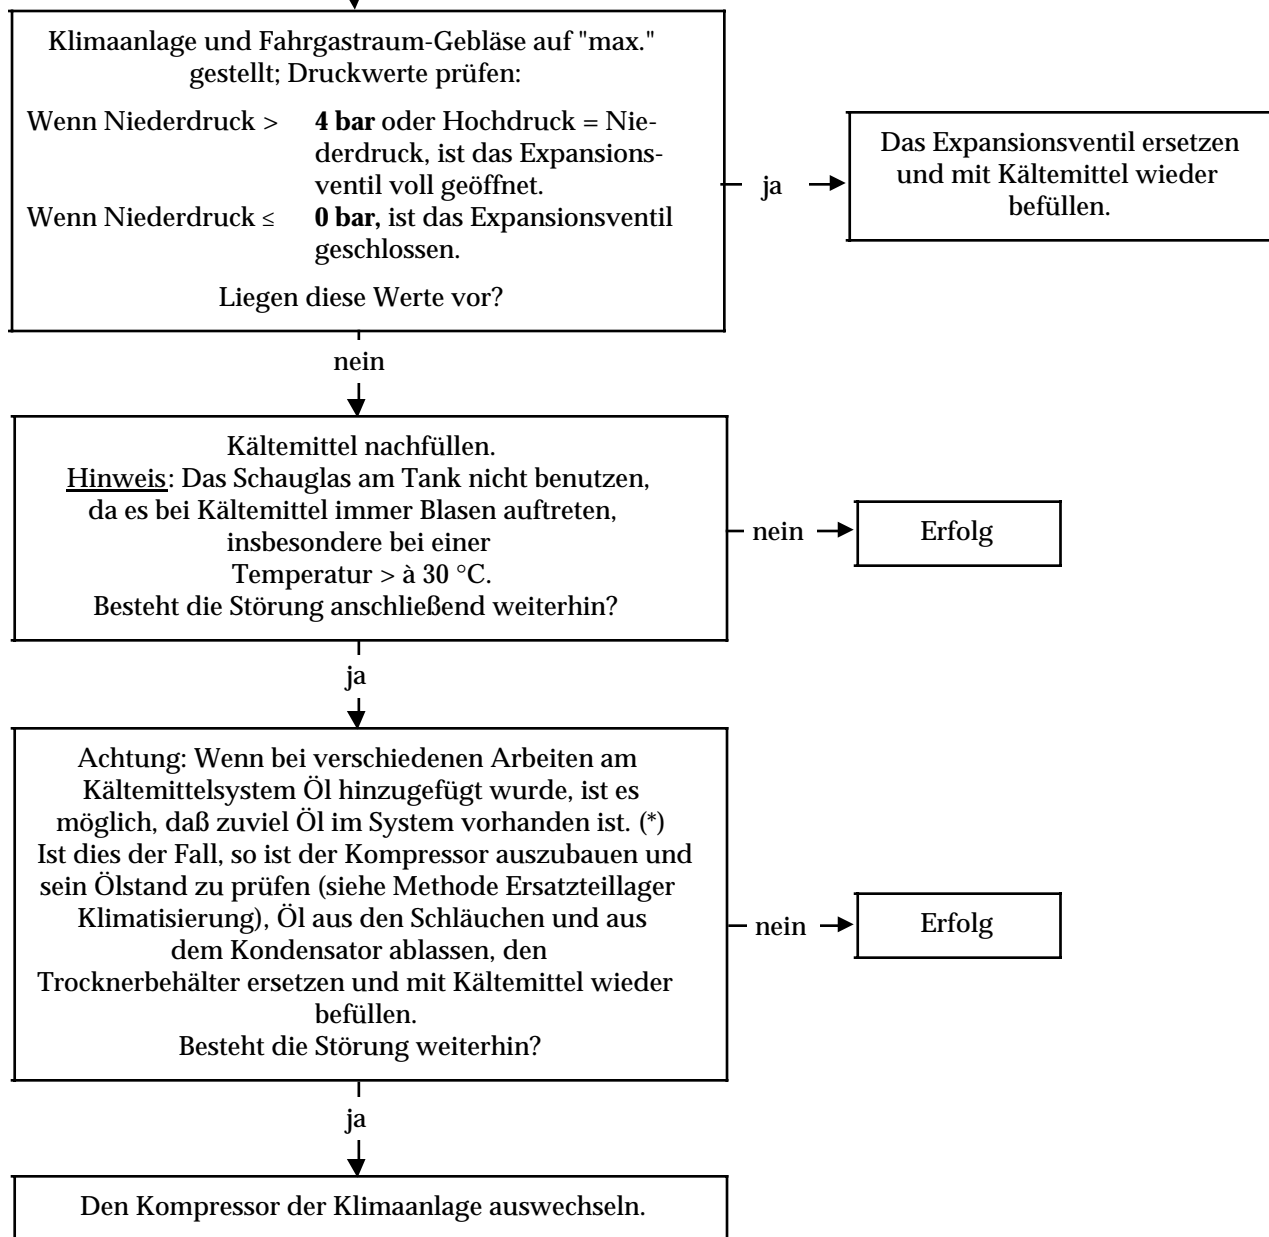 Klimaanlage und Fahrgastraum-Gebläse auf "max."
gestellt; Druckwerte prüfen:
Wenn Niederdruck > 4 bar oder Hochdruck = Nie-
derdruck, ist das Expansions-
ventil voll geöffnet.
Wenn Niederdruck ≤ 0 bar, ist das Expansionsventil
geschlossen.
Liegen diese Werte vor?
ja
Das Expansionsventil ersetzen
und mit Kältemittel wieder
befüllen.
nein
Kältemittel nachfüllen.
Hinweis: Das Schauglas am Tank nicht benutzen,
da es bei Kältemittel immer Blasen auftreten,
insbesondere bei einer
Temperatur > à 30 °C.
Besteht die Störung anschließend weiterhin?
nein
Erfolg
ja
Achtung: Wenn bei verschiedenen Arbeiten am
Kältemittelsystem Öl hinzugefügt wurde, ist es
möglich, daß zuviel Öl im System vorhanden ist. (*)
Ist dies der Fall, so ist der Kompressor auszubauen und
sein Ölstand zu prüfen (siehe Methode Ersatzteillager
Klimatisierung), Öl aus den Schläuchen und aus
dem Kondensator ablassen, den
Trocknerbehälter ersetzen und mit Kältemittel wieder
befüllen.
Besteht die Störung weiterhin?
nein
Erfolg
ja
Den Kompressor der Klimaanlage auswechseln.